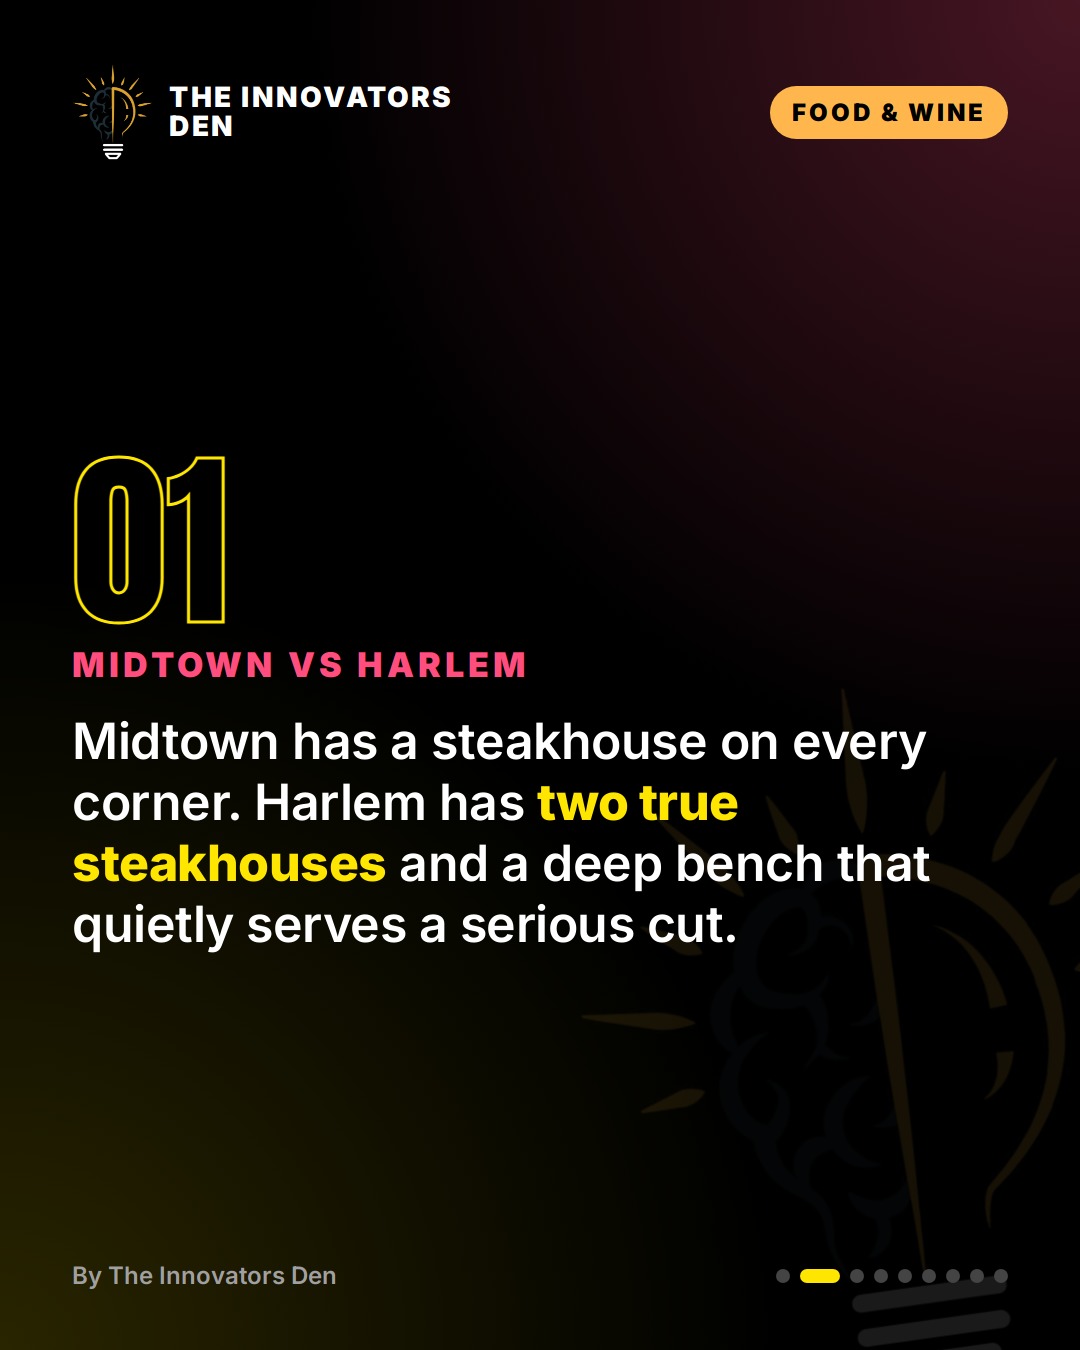 THE INNOVATORS
DEN
FOOD & WINE
01
MIDTOWN VS HARLEM
Midtown has a steakhouse on every
corner. Harlem has two true
steakhouses and a deep bench that
quietly serves a serious cut.
By The Innovators Den